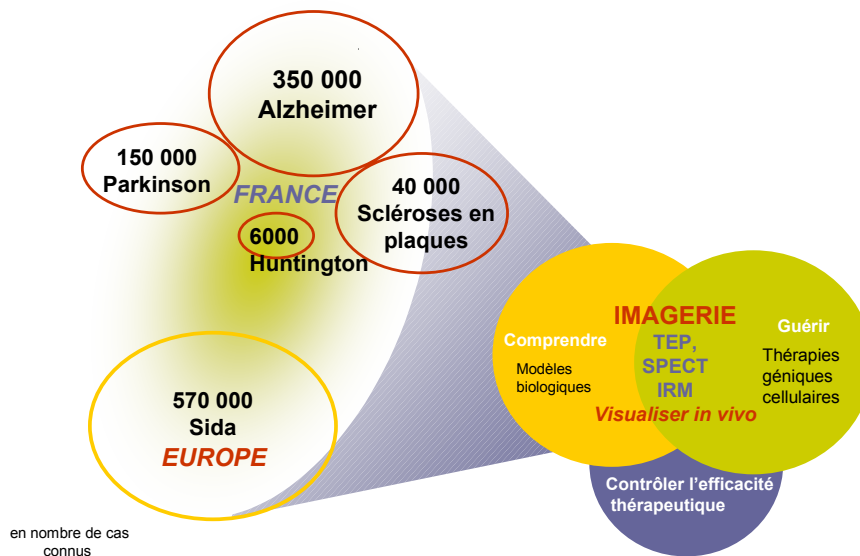 350 000
Alzheimer
150 000
Parkinson
FRANCE
40 000
Scléroses en
plaques
6000
Huntington
570 000
Sida
EUROPE
en nombre de cas
connus
Comprendre
Modèles
biologiques
IMAGERIE
TEP,
SPECT
IRM
Visualiser in vivo
Guérir
Thérapies
géniques
cellulaires
Contrôler l’efficacité
thérapeutique